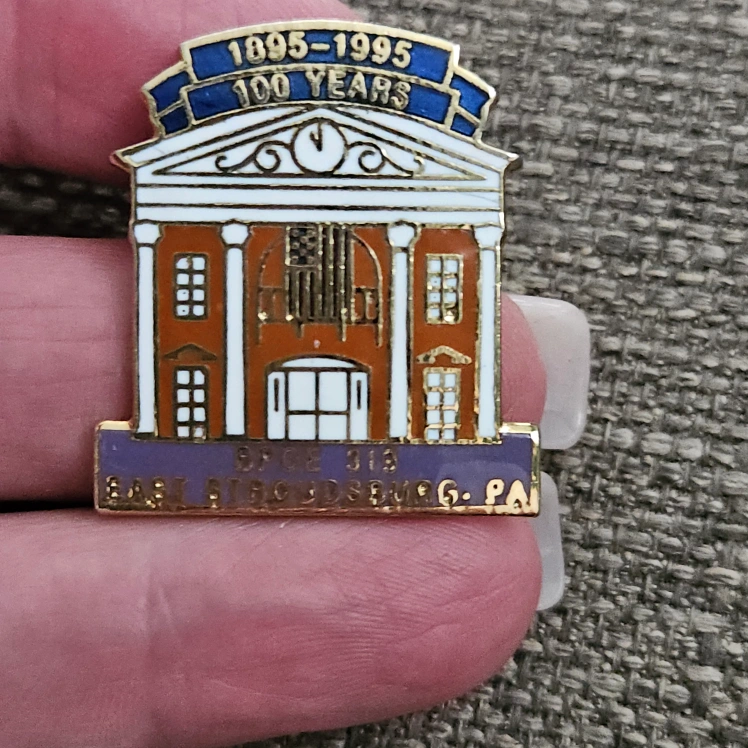 1895-1995
100 YEARS
BPOE 319
EAST STROUDSBURG. PA